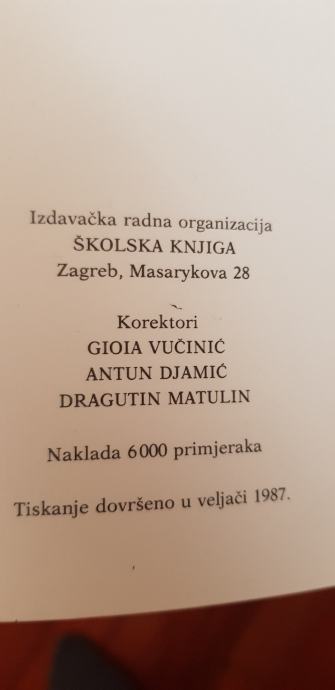 Izdavačka radna organizacija
ŠKOLSKA KNJIGA
Zagreb, Masarykova 28
Korektori
GIOIA VUČINIĆ
ANTUN DJAMIĆ
DRAGUTIN MATULIN
Naklada 6000 primjeraka
Tiskanje dovršeno u veljači 1987.